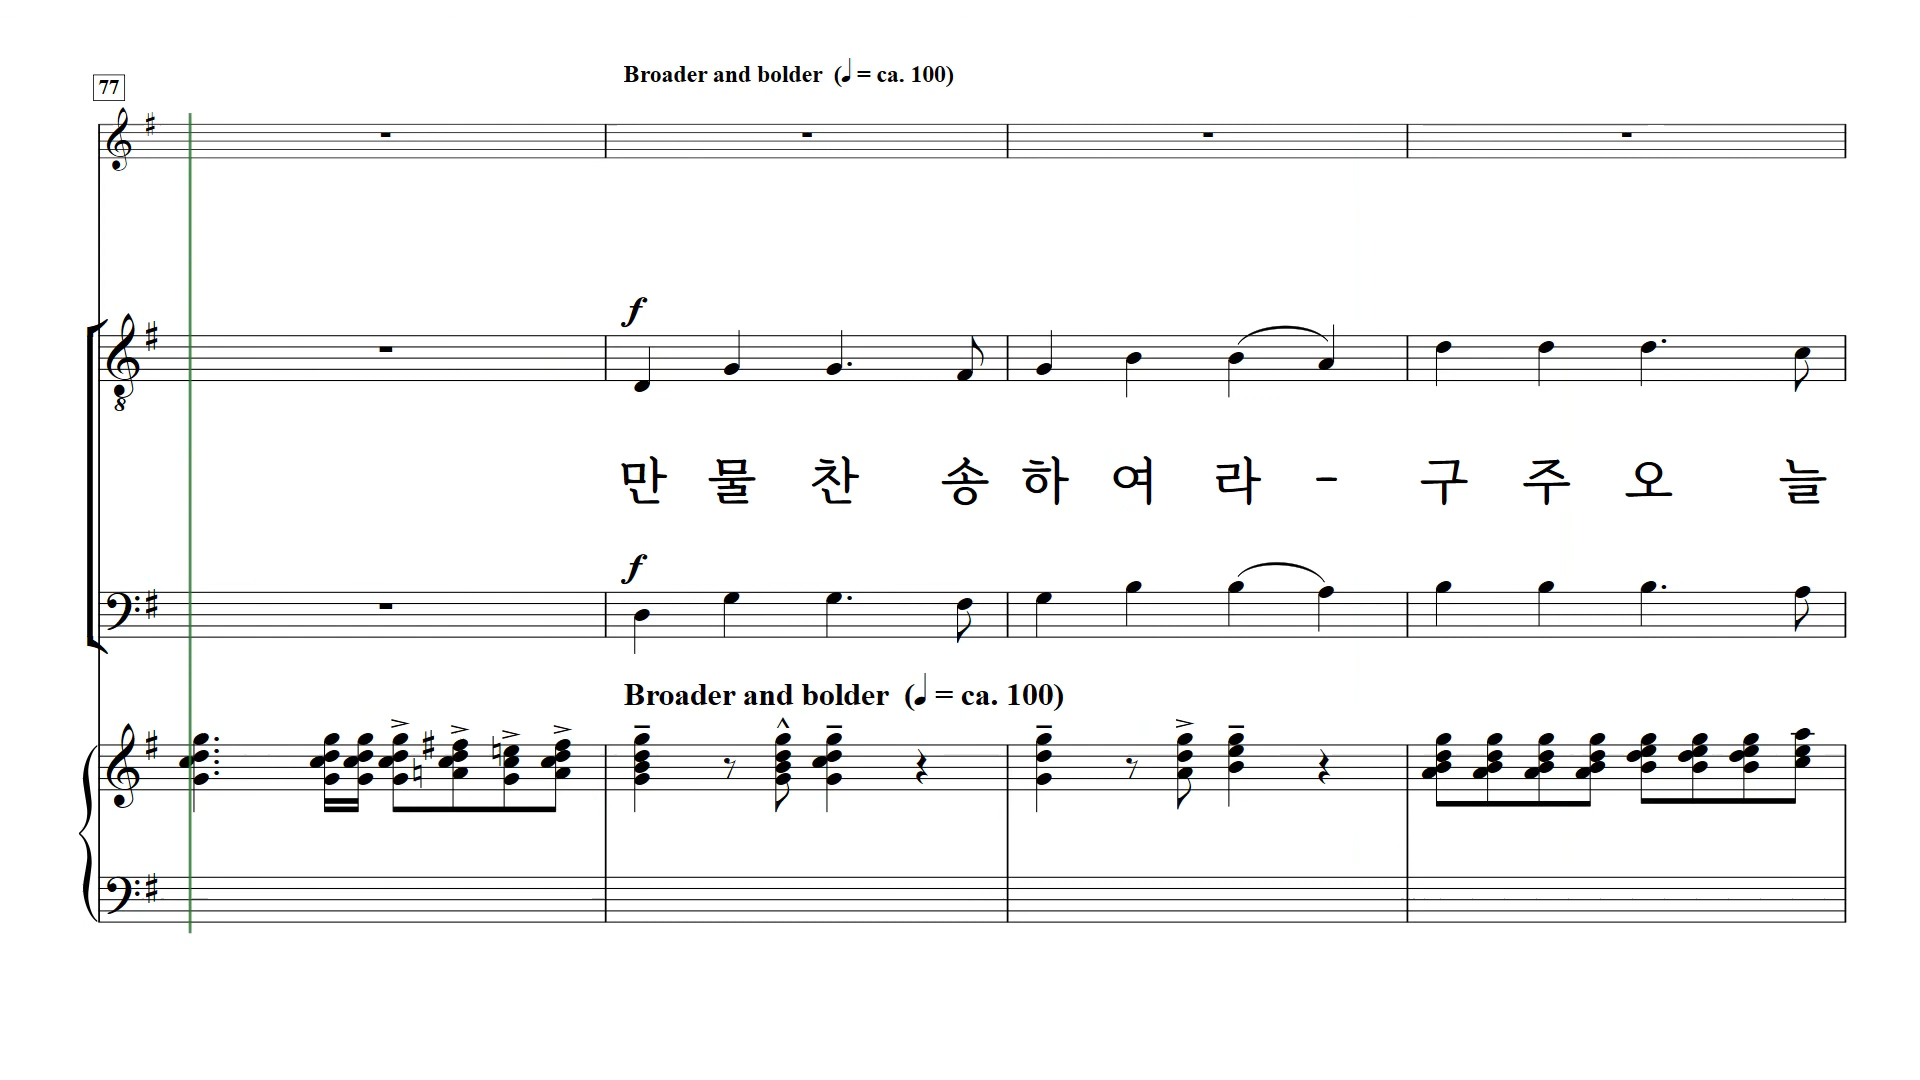 77
Broader and bolder (♩ = ca. 100)
f
만 물 찬 송 하 여 라 - 구 주 오 늘
f
Broader and bolder (♩ = ca. 100)